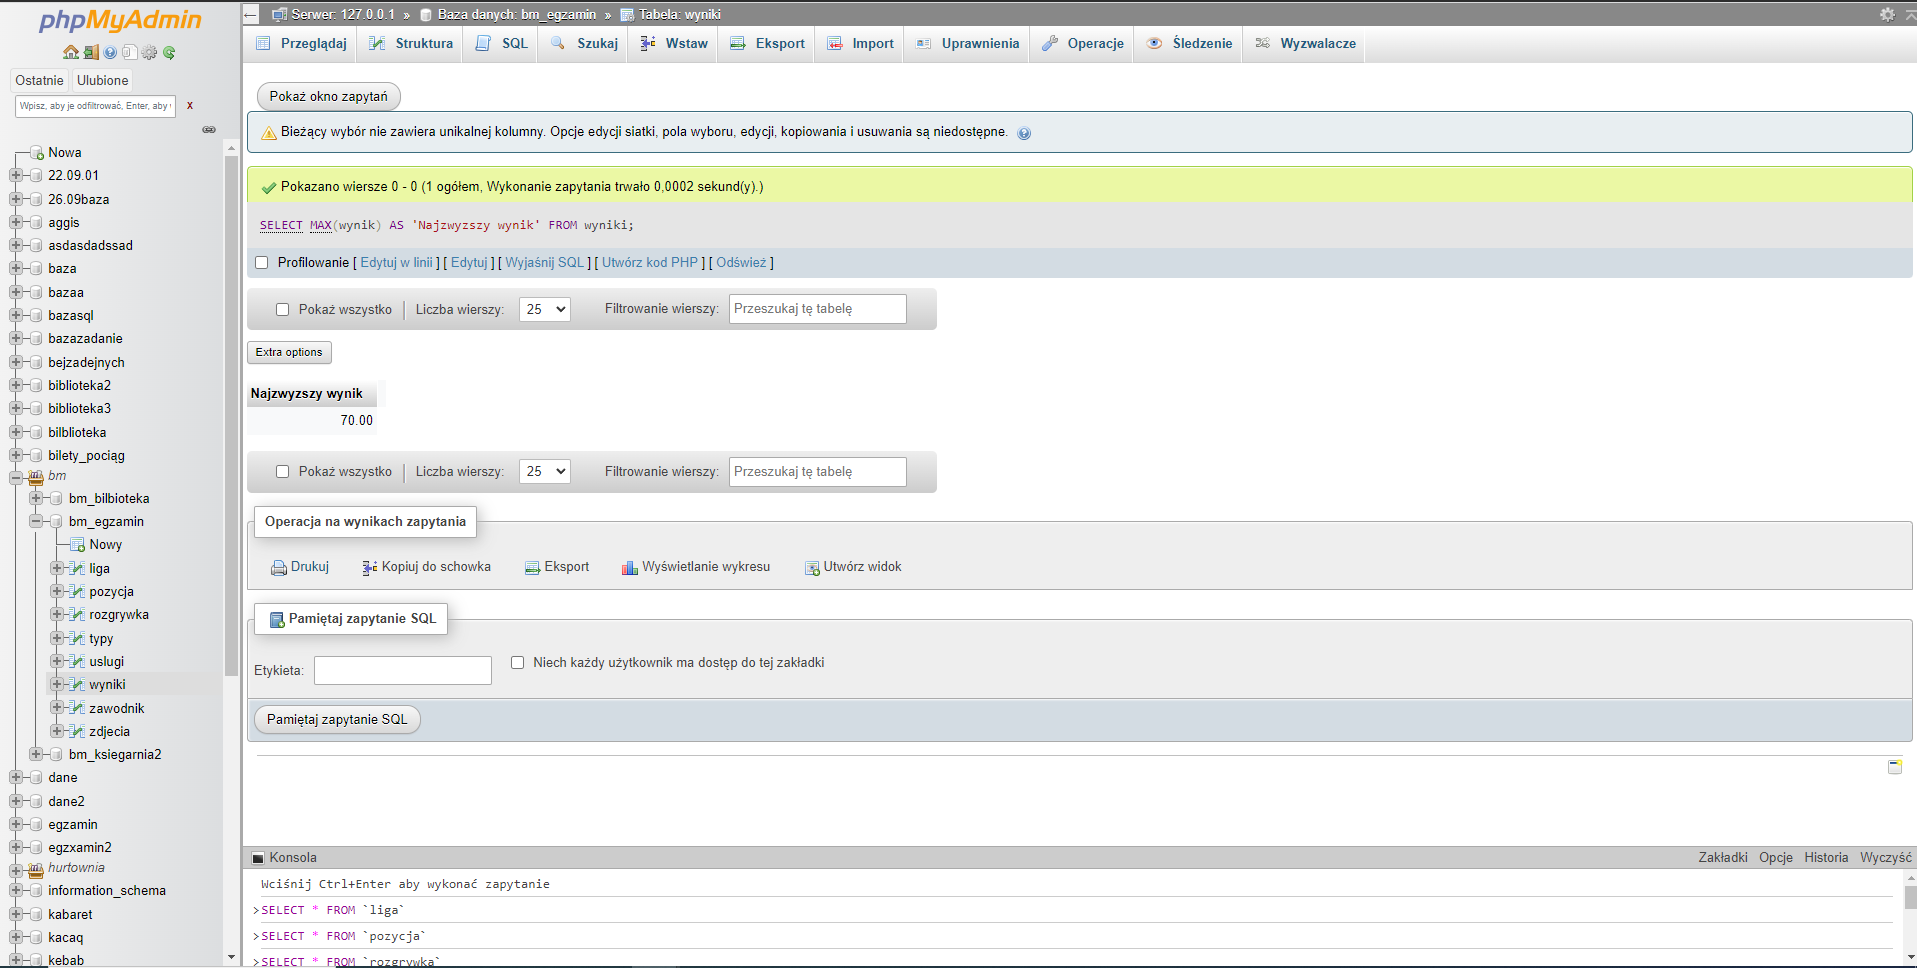 phpMyAdmin
Ostatnie Ulubione
Wpisz, aby je odfiltrować, Enter, aby
x
Nowa
22.09.01
26.09baza
aggis
asdasdadssad
baza
bazaa
bazasql
bazazadanie
bejzadejnych
biblioteka2
biblioteka3
bilblioteka
bilety_pociąg
bm
bm_bilbioteka
bm_egzamin
Nowy
liga
pozycja
rozgrywka
typy
uslugi
wyniki
zawodnik
zdjecia
bm_ksiegarnia2
dane
dane2
egzamin
egzxamin2
hurtownia
information_schema
kabaret
kacaq
kebab
Serwer: 127.0.0.1 » Baza danych: bm_egzamin » Tabela: wyniki
Przeglądaj Struktura SQL Szukaj Wstaw Eksport Import Uprawnienia Operacje Śledzenie Wyzwalacze
Pokaż okno zapytań
Bieżący wybór nie zawiera unikalnej kolumny. Opcje edycji siatki, pola wyboru, edycji, kopiowania i usuwania są niedostępne.
Pokazano wiersze 0 - 0 (1 ogółem, Wykonanie zapytania trwało 0,0002 sekund(y).)
SELECT MAX(wynik) AS 'Najzwyzszy wynik' FROM wyniki;
Profilowanie [ Edytuj w linii ] [ Edytuj ] [ Wyjaśnij SQL ] [ Utwórz kod PHP ] [ Odśwież ]
Pokaż wszystko | Liczba wierszy: 25 Filtrowanie wierszy: Przeszukaj tę tabelę
Extra options
Najzwyzszy wynik
70.00
Pokaż wszystko | Liczba wierszy: 25 Filtrowanie wierszy: Przeszukaj tę tabelę
Operacja na wynikach zapytania
Drukuj Kopiuj do schowka Eksport Wyświetlanie wykresu Utwórz widok
Pamiętaj zapytanie SQL
Etykieta: Niech każdy użytkownik ma dostęp do tej zakładki
Pamiętaj zapytanie SQL
Konsola Zakładki Opcje Historia Wyczyść
Wciśnij Ctrl+Enter aby wykonać zapytanie
>SELECT * FROM `liga`
>SELECT * FROM `pozycja`
>SELECT * FROM `rozgrywka`